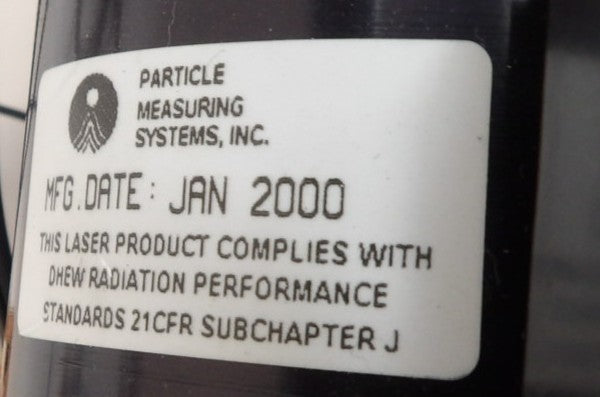 PARTICLE
MEASURING
SYSTEMS, INC.
MFG.DATE: JAN 2000
THIS LASER PRODUCT COMPLIES WITH
DHEW RADIATION PERFORMANCE
STANDARDS 21CFR SUBCHAPTER J